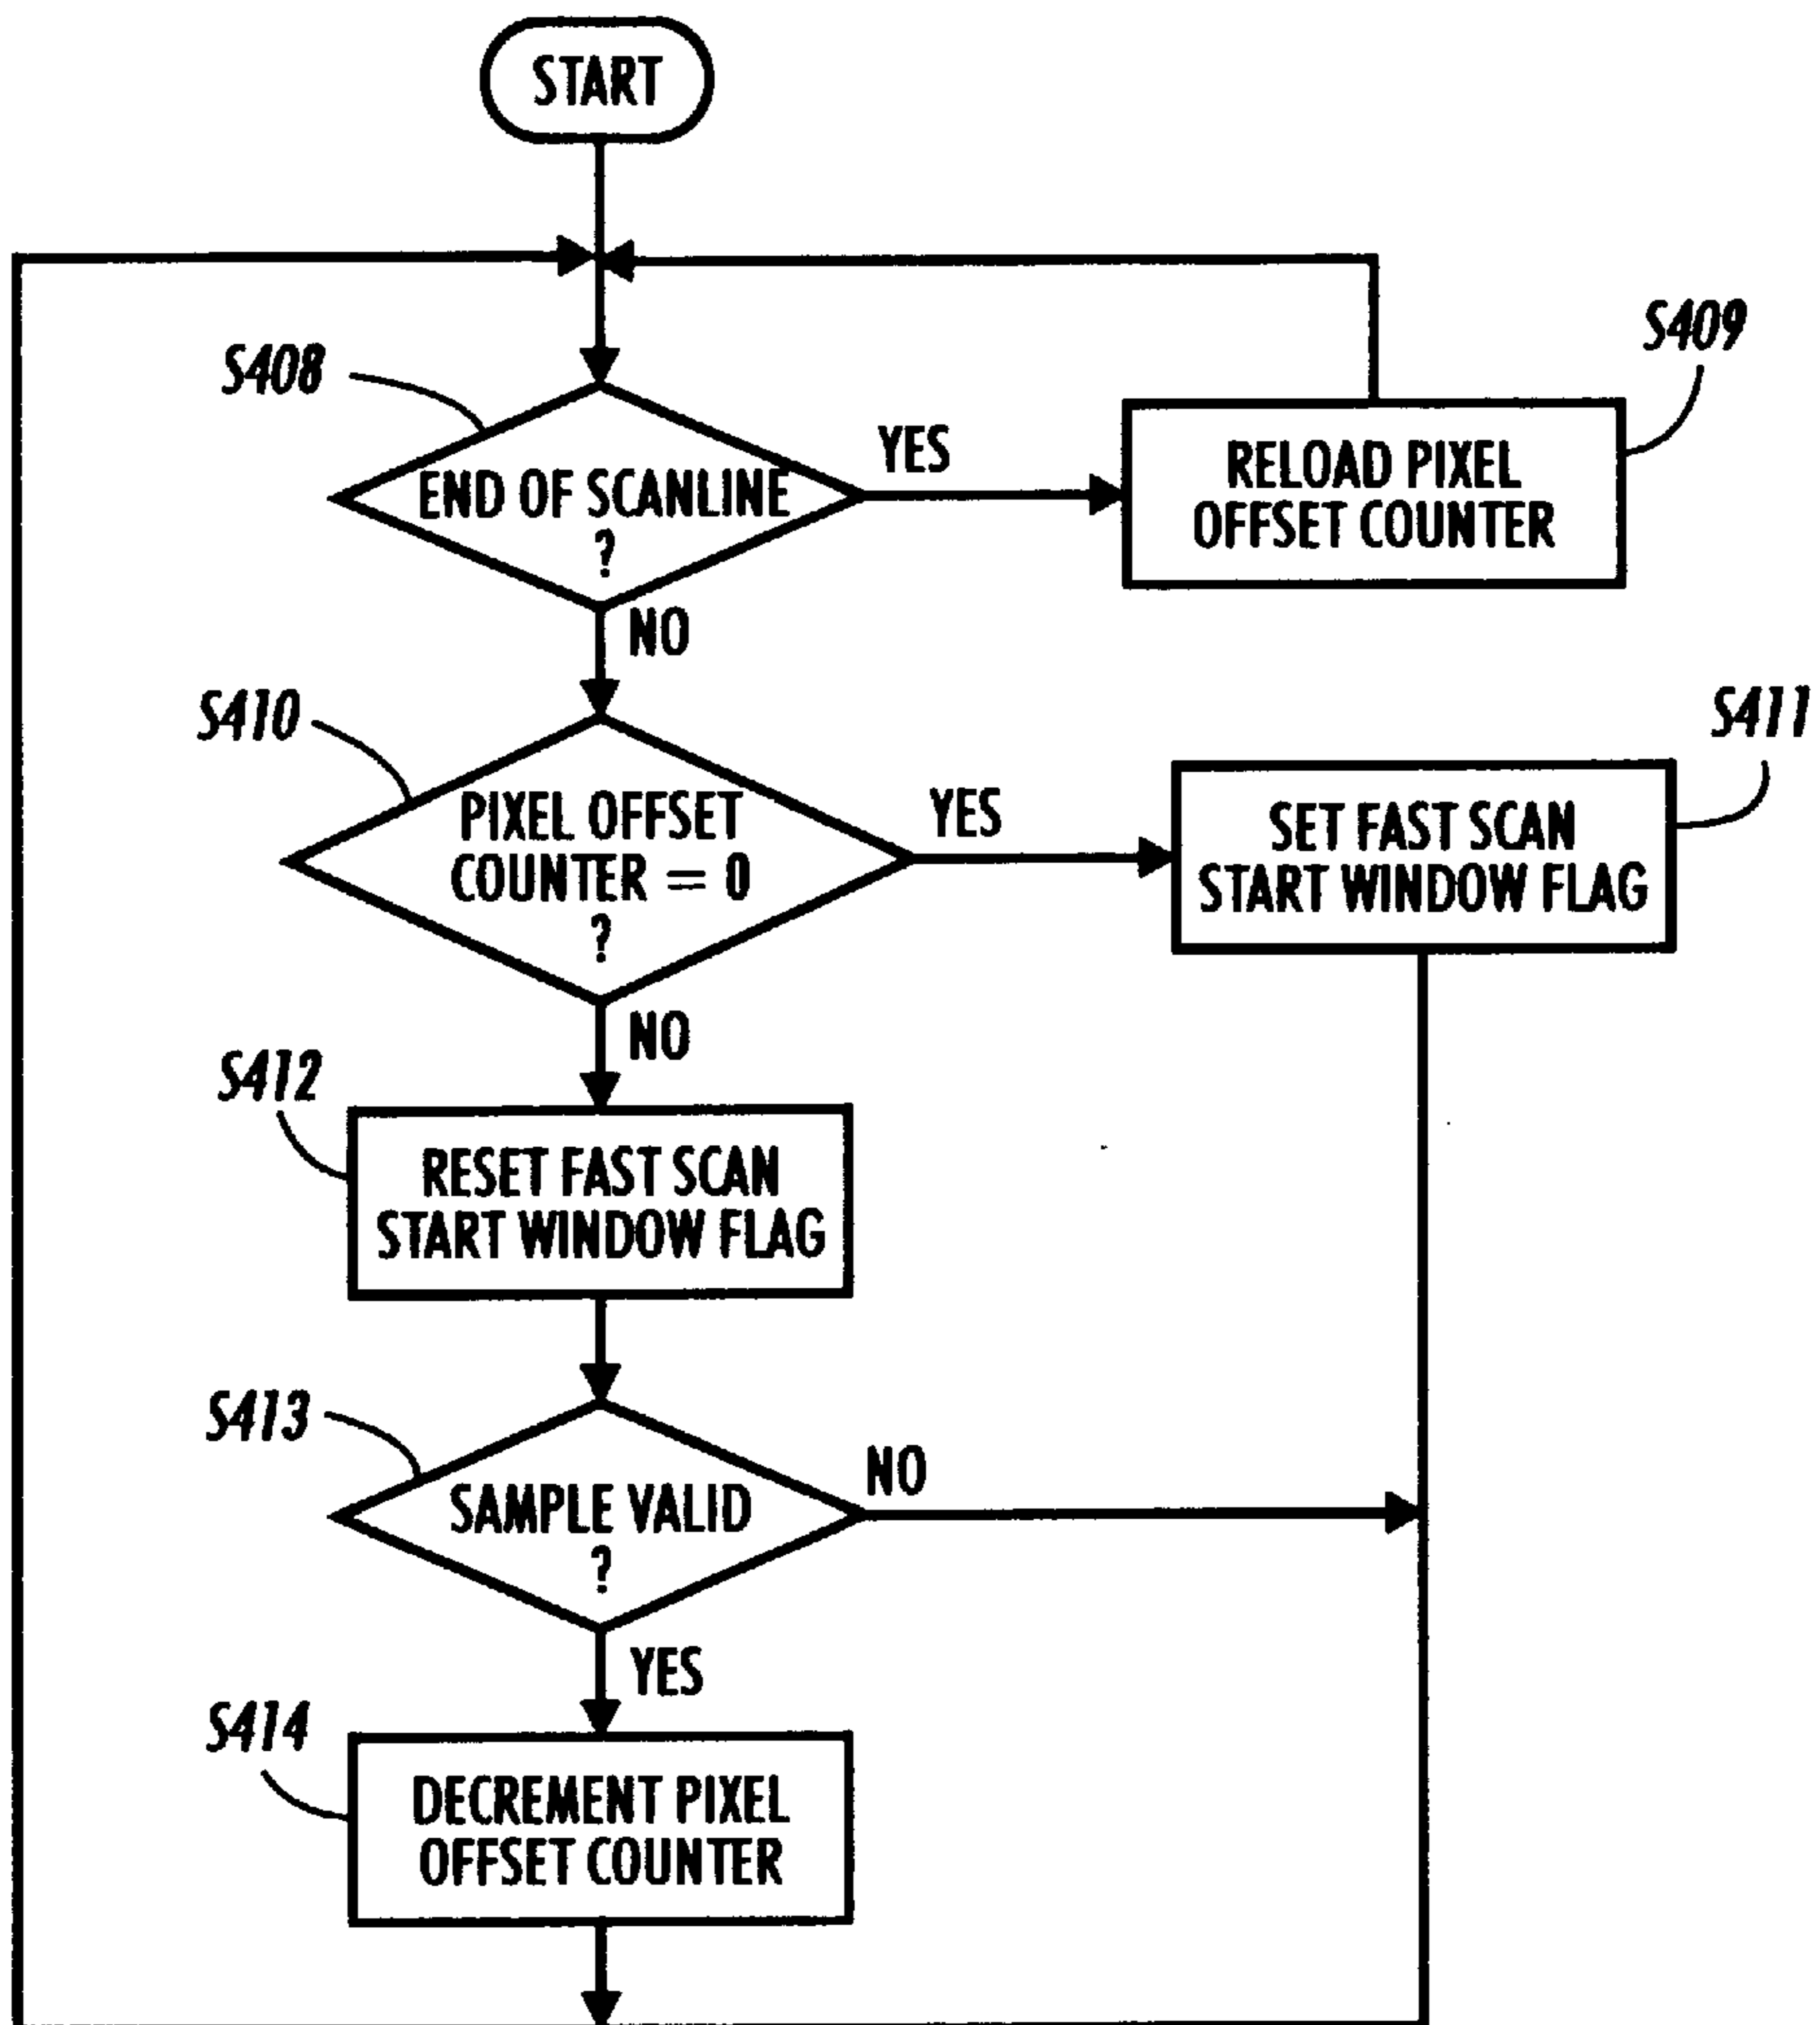 START
S408
END OF SCANLINE
?
YES
RELOAD PIXEL
OFFSET COUNTER
S409
NO
S410
PIXEL OFFSET
COUNTER = 0
?
YES
SET FAST SCAN
START WINDOW FLAG
S411
NO
S412
RESET FAST SCAN
START WINDOW FLAG
S413
SAMPLE VALID
?
NO
YES
S414
DECREMENT PIXEL
OFFSET COUNTER